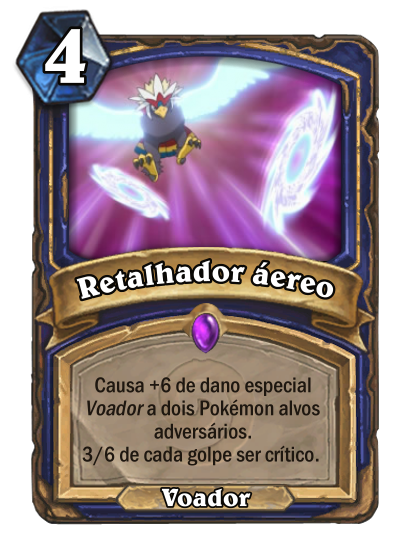 4
Retalhador áereo
Causa +6 de dano especial
Voador a dois Pokémon alvos
adversários.
3/6 de cada golpe ser crítico.
Voador